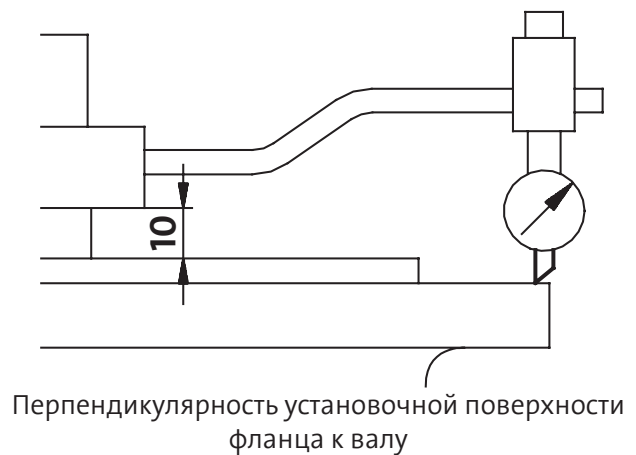 10
Перпендикулярность установочной поверхности
фланца к валу